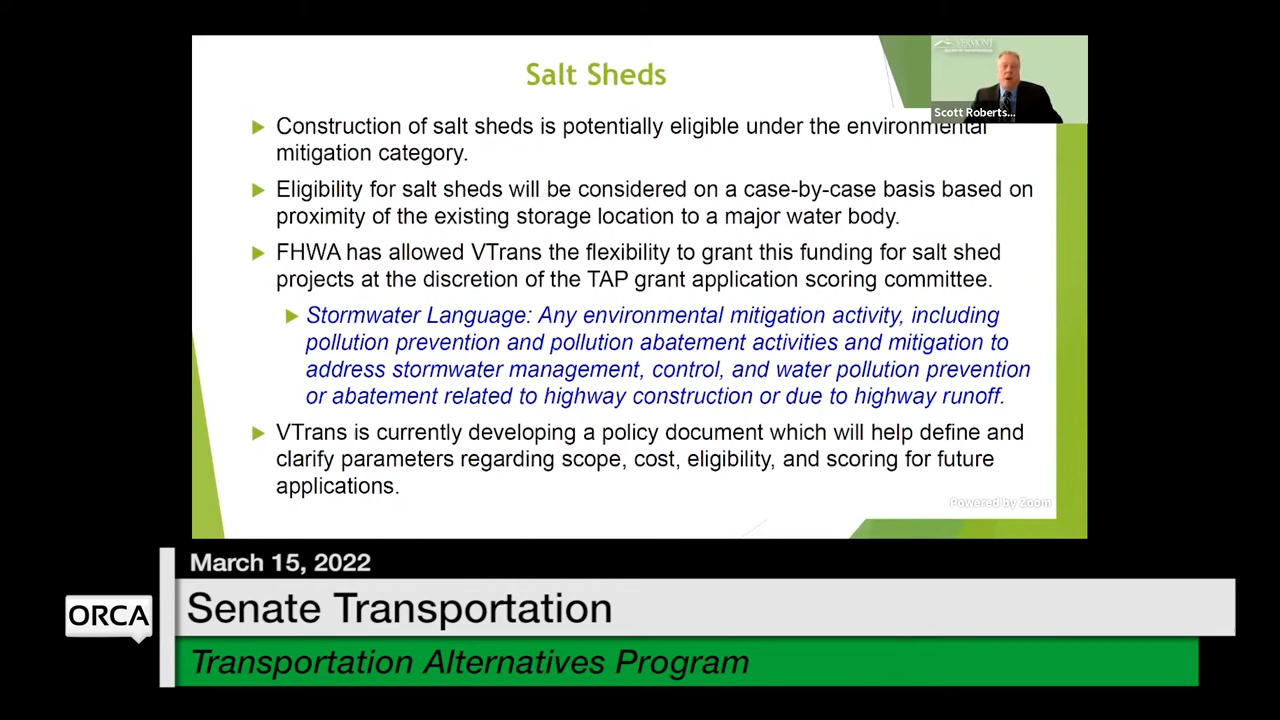 Salt Sheds
VERMONT
Scott Roberts...
Construction of salt sheds is potentially eligible under the environmental
mitigation category.
Eligibility for salt sheds will be considered on a case-by-case basis based on
proximity of the existing storage location to a major water body.
FHWA has allowed VTrans the flexibility to grant this funding for salt shed
projects at the discretion of the TAP grant application scoring committee.
Stormwater Language: Any environmental mitigation activity, including
pollution prevention and pollution abatement activities and mitigation to
address stormwater management, control, and water pollution prevention
or abatement related to highway construction or due to highway runoff.
VTrans is currently developing a policy document which will help define and
clarify parameters regarding scope, cost, eligibility, and scoring for future
applications.
Powered by Zoom
March 15, 2022
ORCA
Senate Transportation
Transportation Alternatives Program